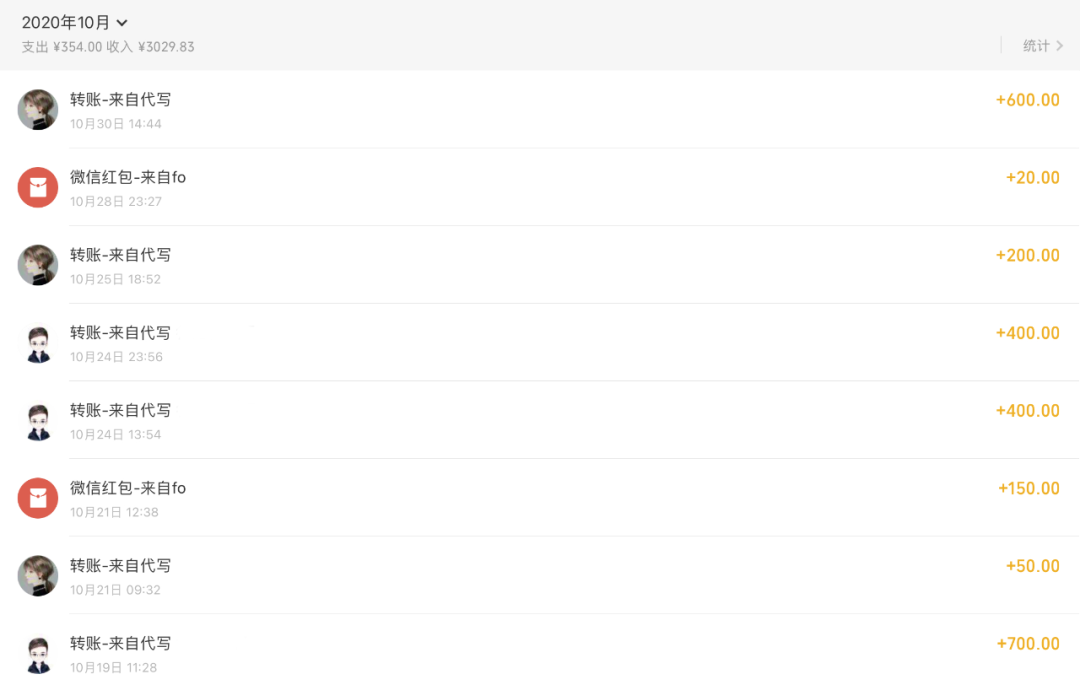 2020年10月
支出 ¥354.00 收入 ¥3029.83
统计
转账-来自代写
+600.00
10月30日 14:44
微信红包-来自fo
+20.00
10月28日 23:27
转账-来自代写
+200.00
10月25日 18:52
转账-来自代写
+400.00
10月24日 23:56
转账-来自代写
+400.00
10月24日 13:54
微信红包-来自fo
+150.00
10月21日 12:38
转账-来自代写
+50.00
10月21日 09:32
转账-来自代写
+700.00
10月19日 11:28